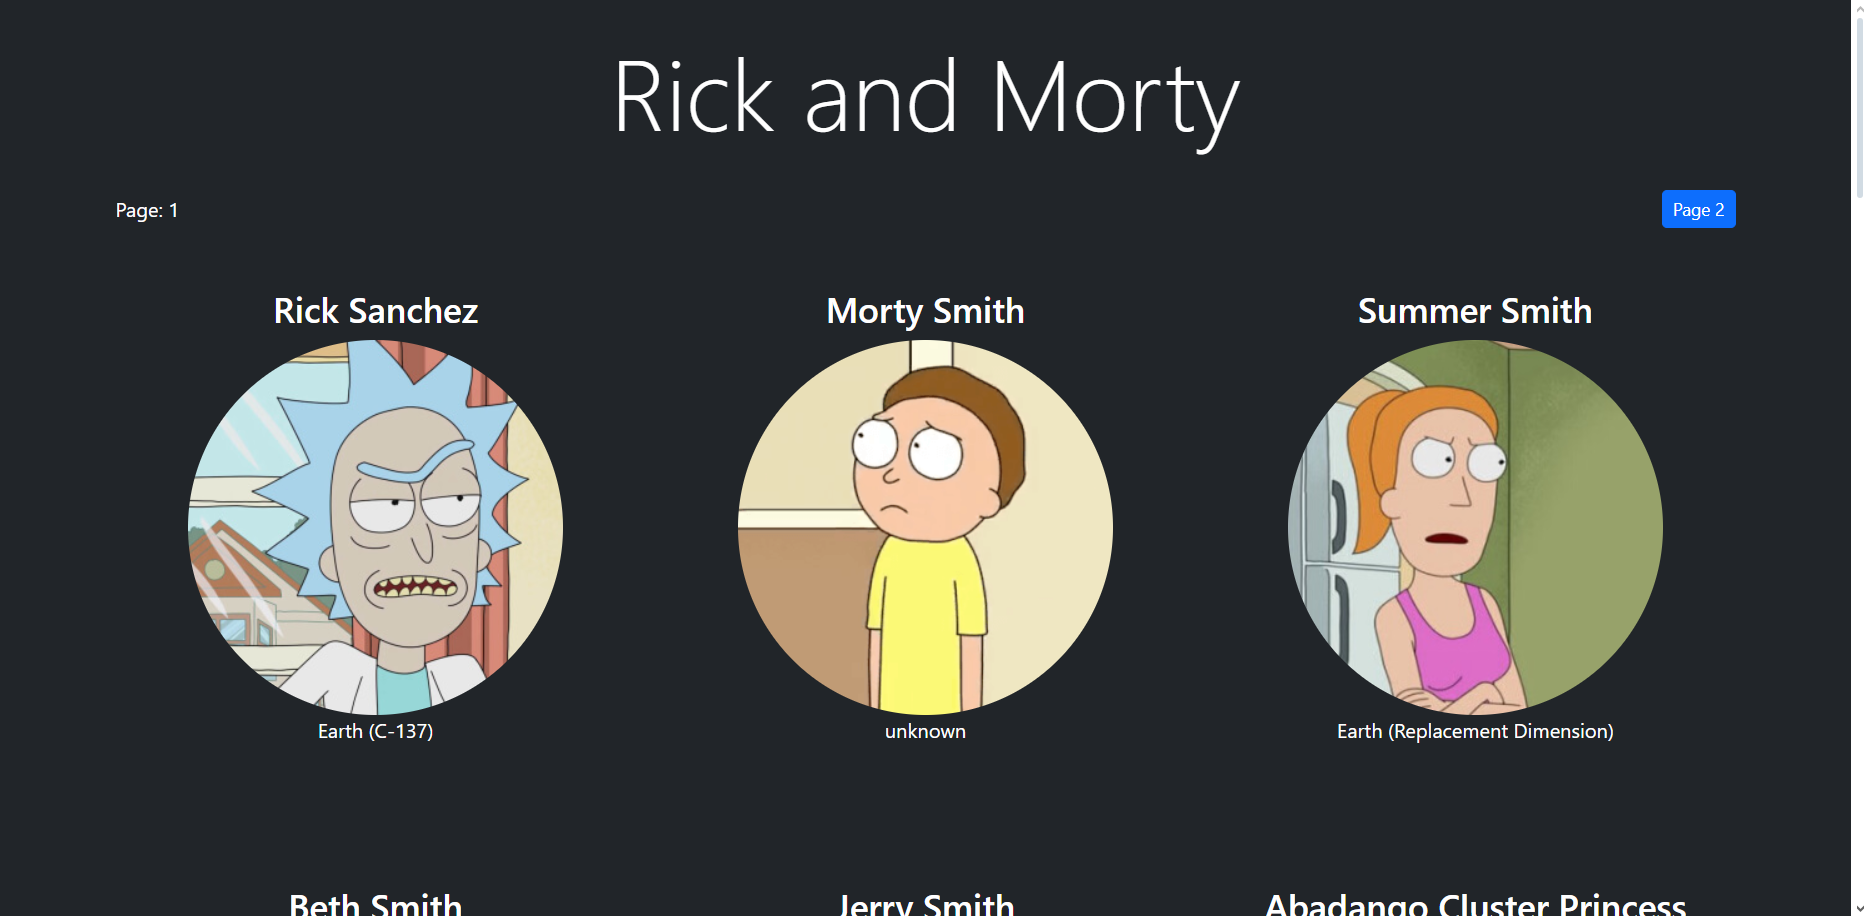 Rick and Morty
Page: 1
Page 2
Rick Sanchez
Morty Smith
Summer Smith
Earth (C-137)
unknown
Earth (Replacement Dimension)
Beth Smith
Jerry Smith
Abadango Cluster Princess